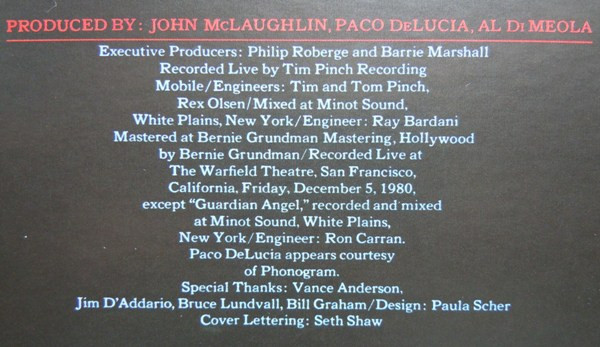 PRODUCED BY: JOHN McLAUGHLIN, PACO DeLUCIA, AL DI MEOLA
Executive Producers: Philip Roberge and Barrie Marshall
Recorded Live by Tim Pinch Recording
Mobile/Engineers: Tim and Tom Pinch,
Rex Olsen/Mixed at Minot Sound,
White Plains, New York/Engineer: Ray Bardani
Mastered at Bernie Grundman Mastering, Hollywood
by Bernie Grundman/Recorded Live at
The Warfield Theatre, San Francisco,
California, Friday, December 5, 1980,
except “Guardian Angel,” recorded and mixed
at Minot Sound, White Plains,
New York/Engineer: Ron Carran.
Paco DeLucia appears courtesy
of Phonogram.
Special Thanks: Vance Anderson,
Jim D'Addario, Bruce Lundvall, Bill Graham/Design: Paula Scher
Cover Lettering: Seth Shaw